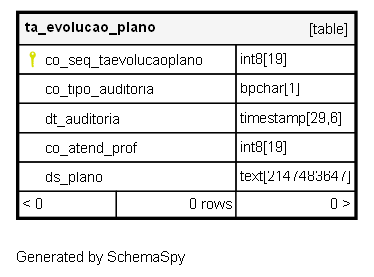 ta_evolucao_plano [table]
co_seq_taevolucaoplano int8[19]
co_tipo_auditoria bpchar[1]
dt_auditoria timestamp[29,6]
co_atend_prof int8[19]
ds_plano text[2147483647]
< 0 0 rows 0 >
Generated by SchemaSpy